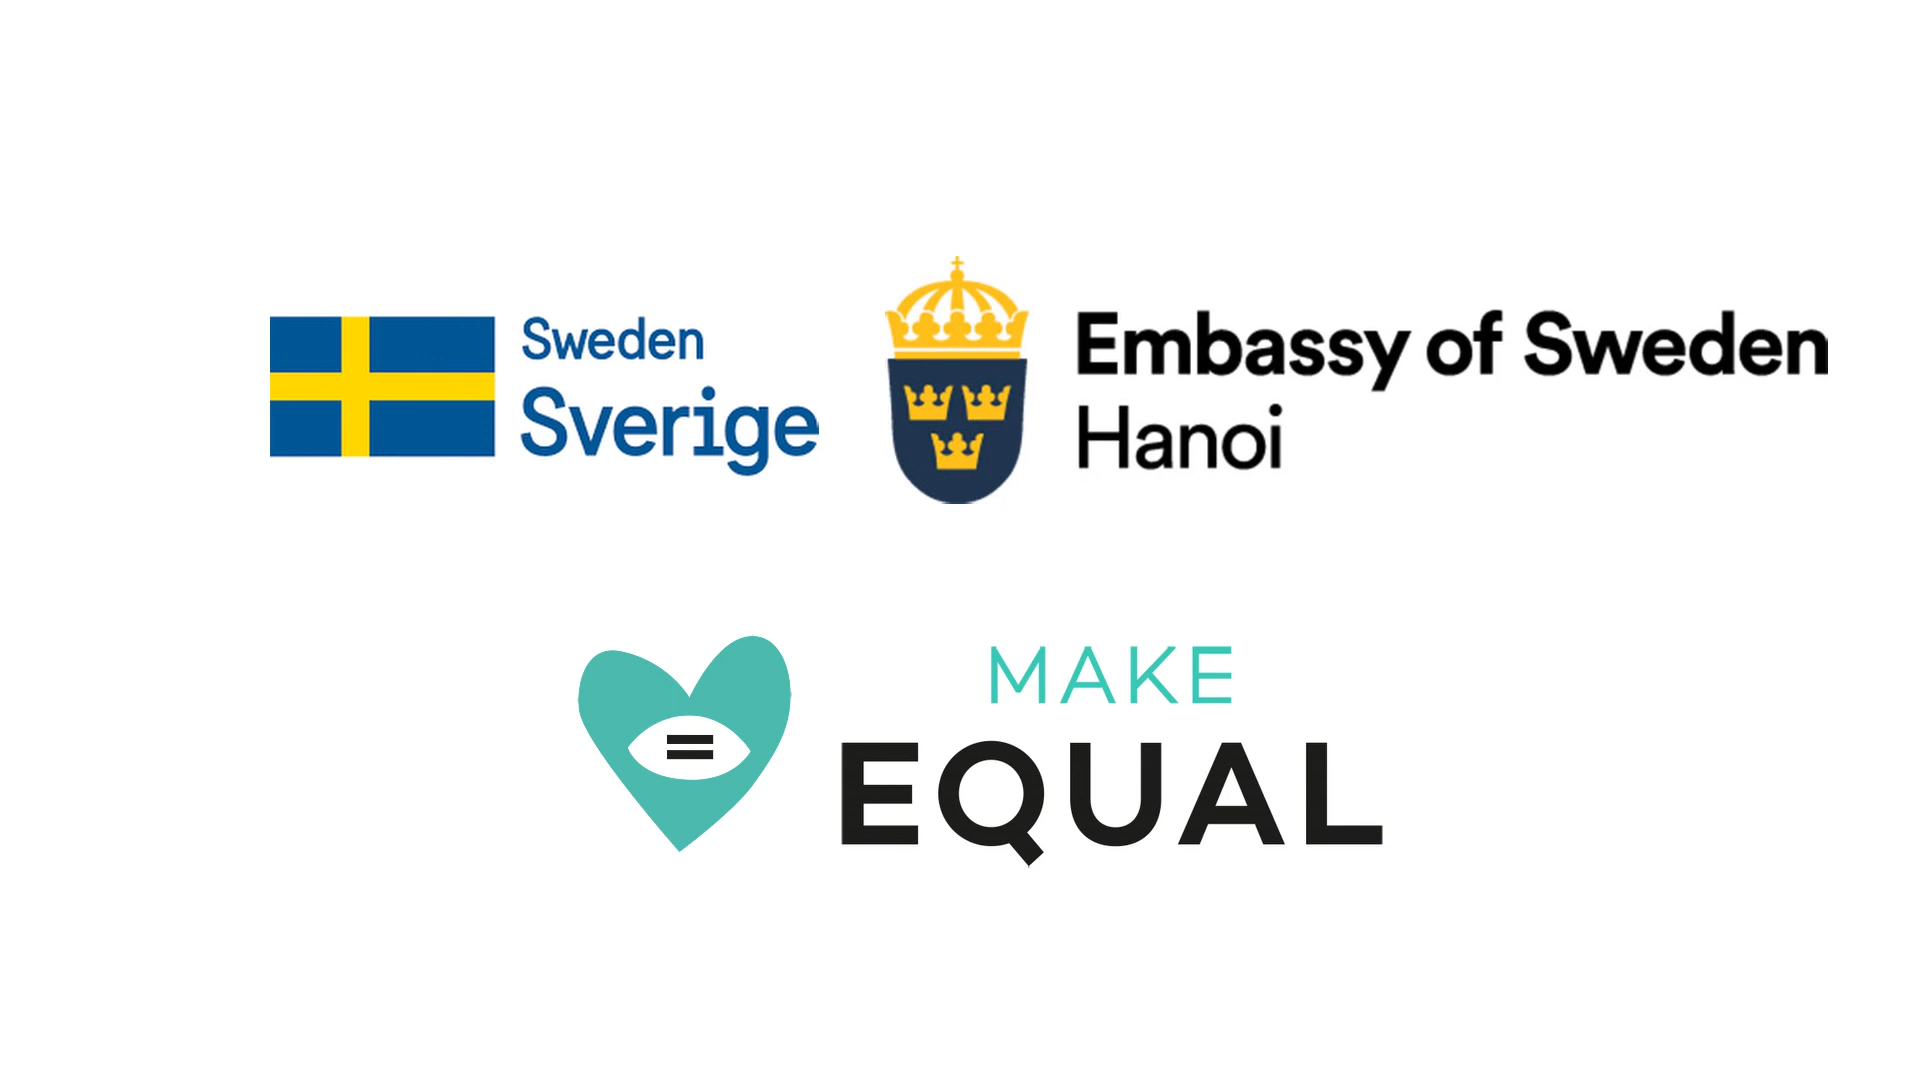 Sweden
Sverige
Embassy of Sweden
Hanoi
MAKE
EQUAL